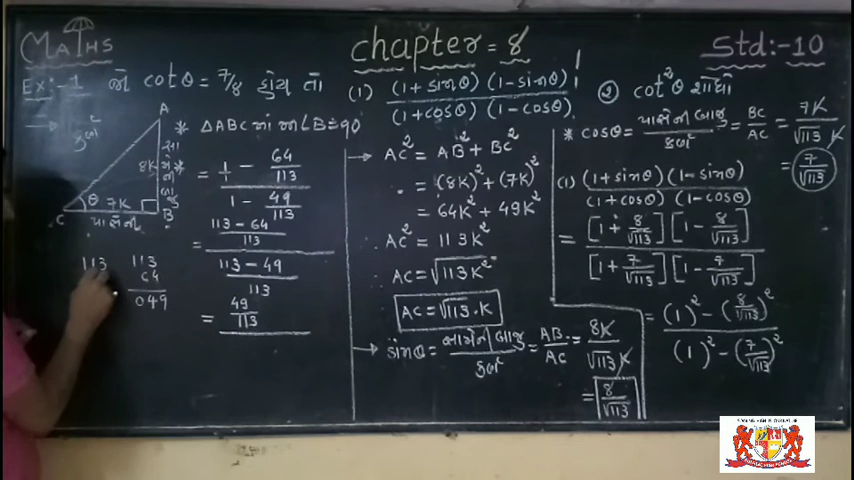 MATHS
chapter = 8
Std:-10
Ex:-1 જો cotθ = 7/8 હોય તો
(1) (1+sinθ)(1-sinθ) / (1+cosθ)(1-cosθ)
② cot²θ શોધો
A
કર્ણ
8K
સામેની બાજુ
C θ 7K B
પાસેની
113 113
64
049
* ΔABC માં m∠B = 90
*
= 1/1 - 64/113
1 - 49/113
= 113-64 / 113
113-49 / 113
= 49/113
→ AC² = AB² + BC²
= (8K)² + (7K)²
= 64K² + 49K²
AC² = 113K²
AC = √113K²
AC = √113·K
→ sinθ = સામેની બાજુ / કર્ણ = AB/AC = 8K/√113K
= 8/√113
* cosθ = પાસેની બાજુ / કર્ણ = BC/AC = 7K/√113K
= 7/√113
(1) (1+sinθ)(1-sinθ) / (1+cosθ)(1-cosθ)
= [1+8/√113][1-8/√113]
[1+7/√113][1-7/√113]
= (1)² - (8/√113)²
(1)² - (7/√113)²